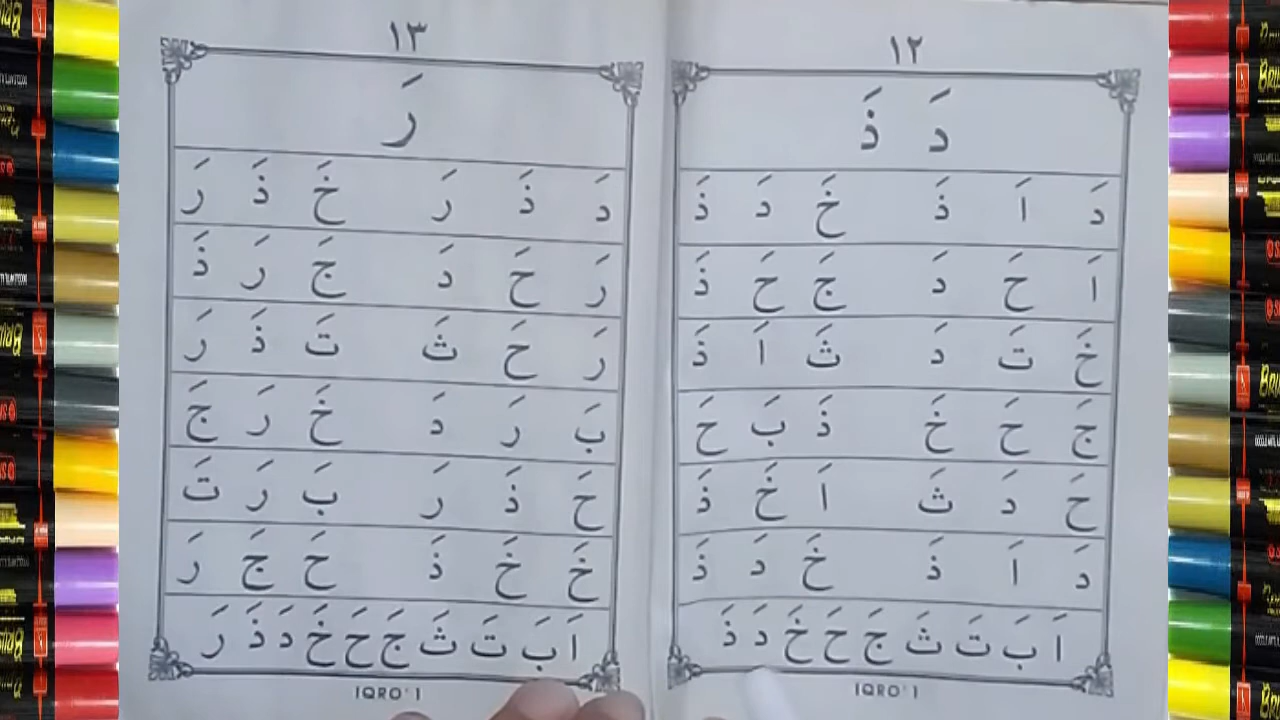 ١٢
دَ ذَ
دَ اَ ذَ خَ دَ ذَ
اَ حَ دَ جَ حَ ذَ
خَ تَ دَ ثَ اَ ذَ
جَ حَ خَ ذَ بَ حَ
حَ دَ ثَ اَ خَ ذَ
دَ اَ ذَ خَ دَ ذَ
اَ بَ تَ ثَ جَ حَ خَ دَ ذَ
IQRO' 1
١٣
رَ
دَ ذَ رَ خَ ذَ رَ
رَ حَ دَ جَ رَ ذَ
رَ حَ ثَ تَ ذَ رَ
بَ رَ دَ خَ رَ جَ
حَ ذَ رَ بَ رَ تَ
خَ خَ ذَ حَ جَ رَ
اَ بَ تَ ثَ جَ حَ خَ دَ ذَ رَ
IQRO' 1